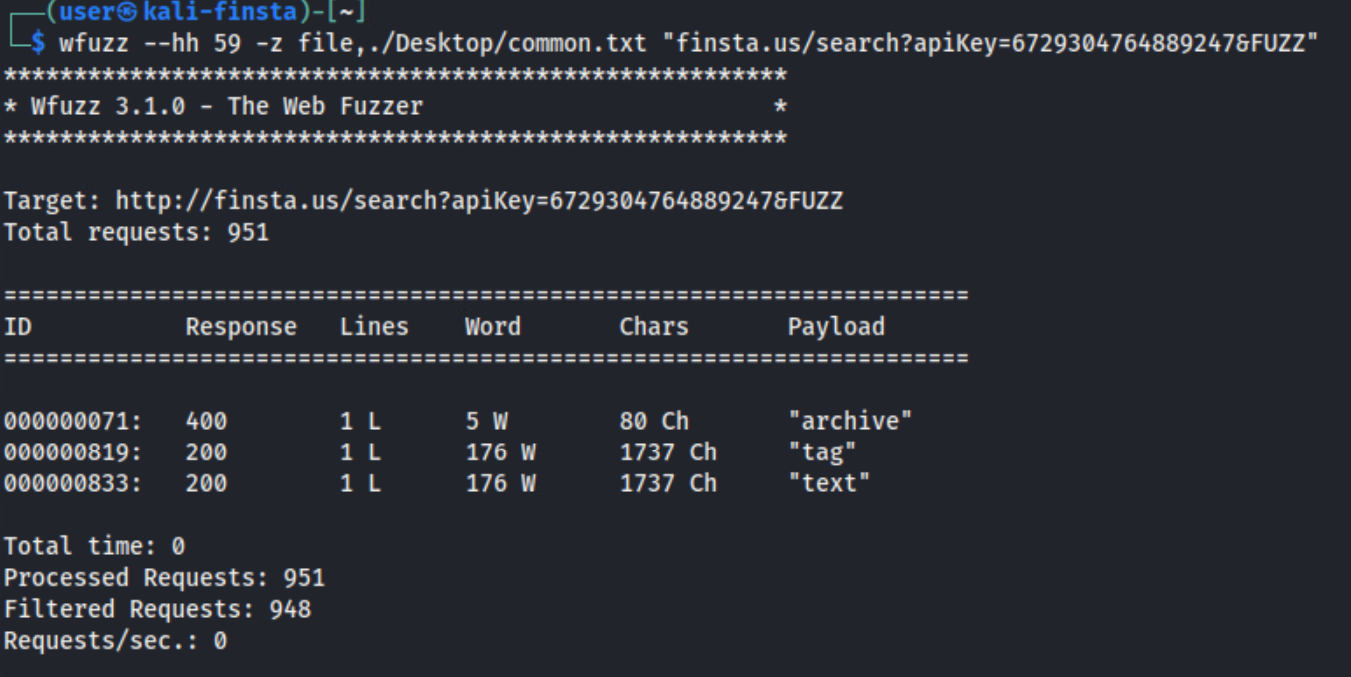 ┌──(user㉿kali-finsta)-[~]
└─$ wfuzz --hh 59 -z file,./Desktop/common.txt "finsta.us/search?apiKey=6729304764889247&FUZZ"
********************************************************
* Wfuzz 3.1.0 - The Web Fuzzer                         *
********************************************************
Target: http://finsta.us/search?apiKey=6729304764889247&FUZZ
Total requests: 951
=====================================================================
ID           Response   Lines    Word       Chars       Payload
=====================================================================
000000071:   400        1 L      5 W        80 Ch       "archive"
000000819:   200        1 L      176 W      1737 Ch     "tag"
000000833:   200        1 L      176 W      1737 Ch     "text"
Total time: 0
Processed Requests: 951
Filtered Requests: 948
Requests/sec.: 0